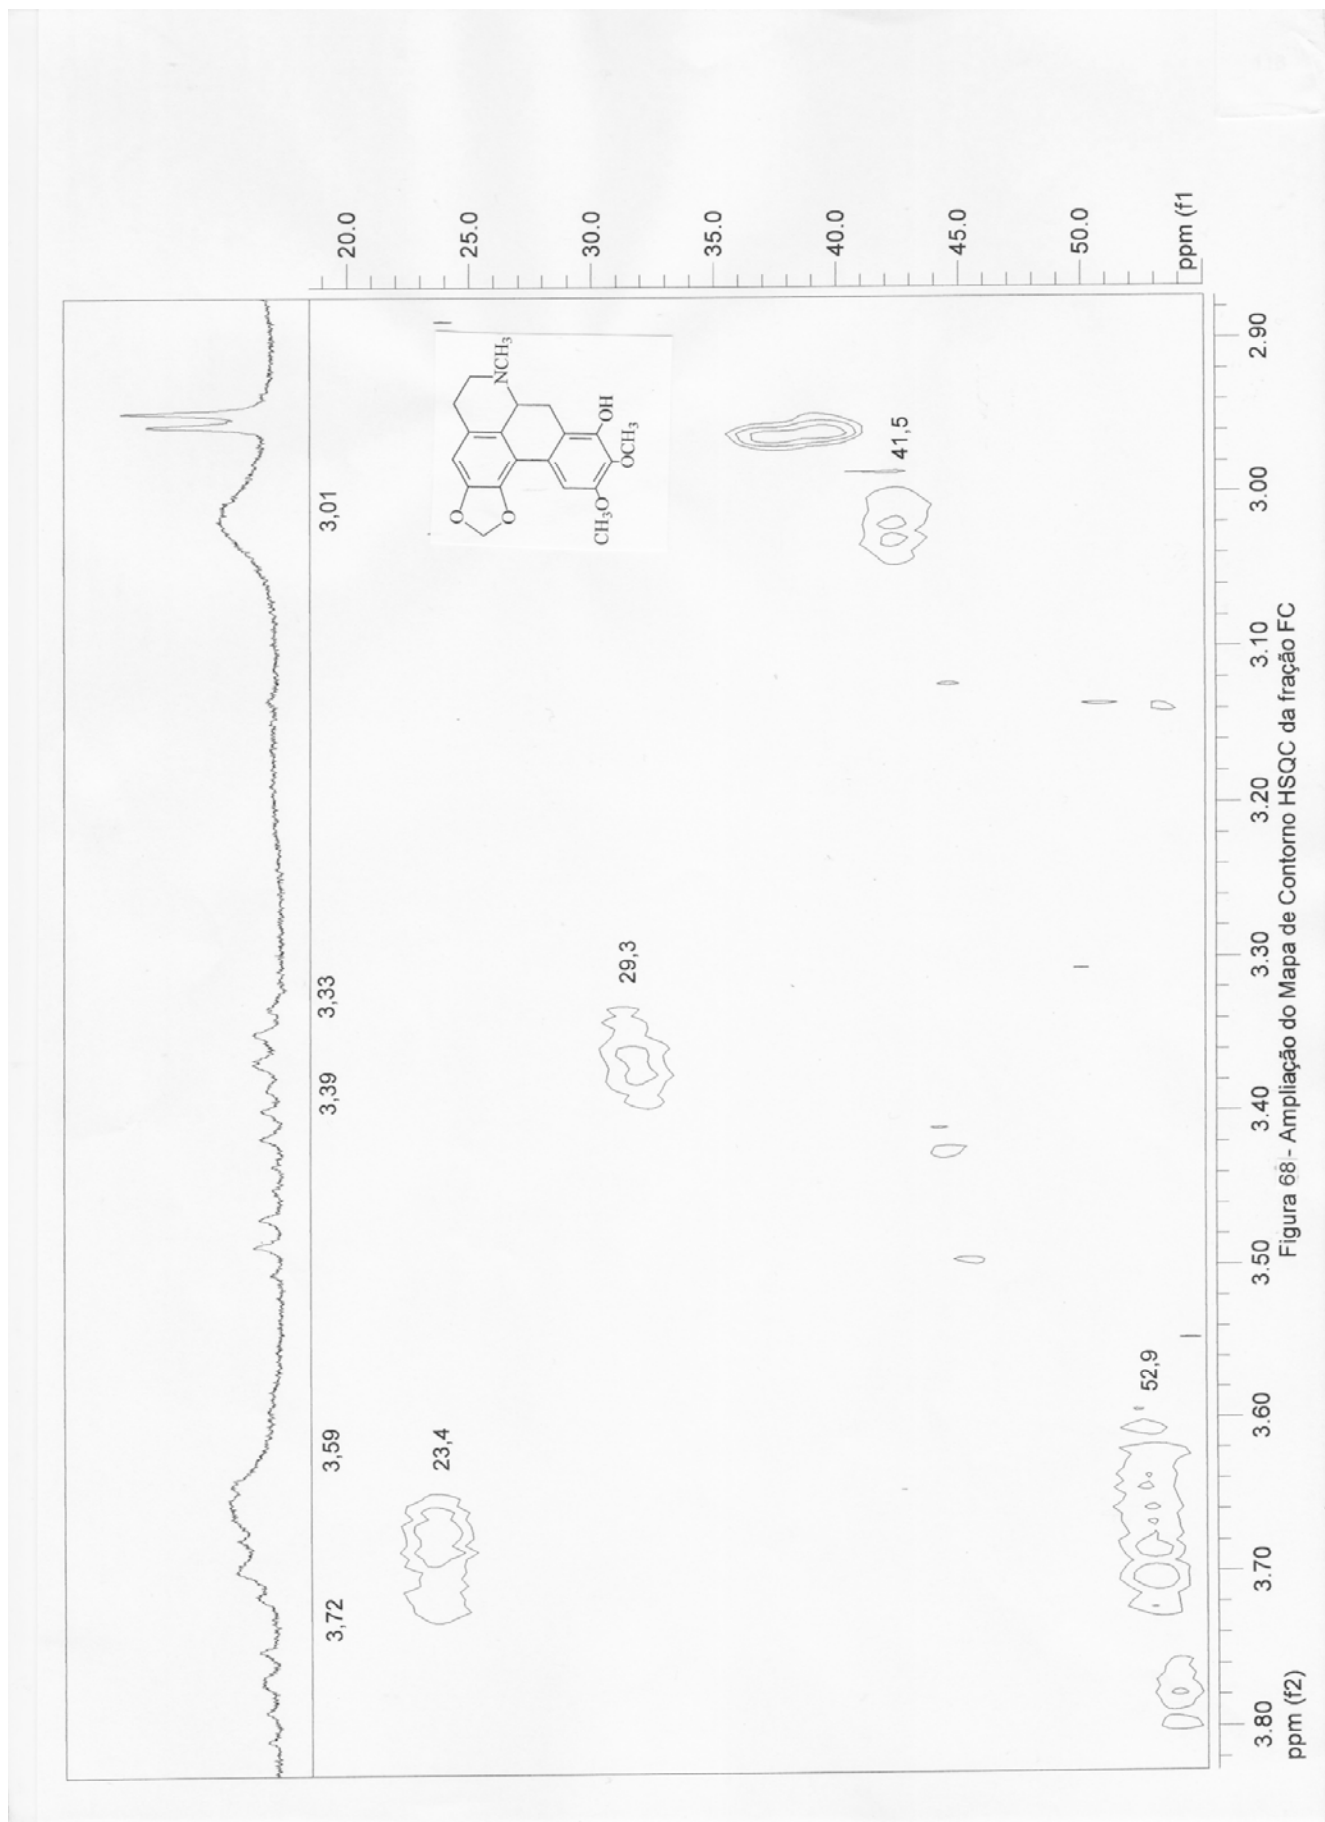 3,72
3,59
3,39
3,33
3,01
23,4
29,3
41,5
52,9
O
O
NCH3
OH
OCH3
CH3O
20.0
25.0
30.0
35.0
40.0
45.0
50.0
ppm (f1
3.80
3.70
3.60
3.50
3.40
3.30
3.20
3.10
3.00
2.90
ppm (f2)
Figura 68 - Ampliação do Mapa de Contorno HSQC da fração FC